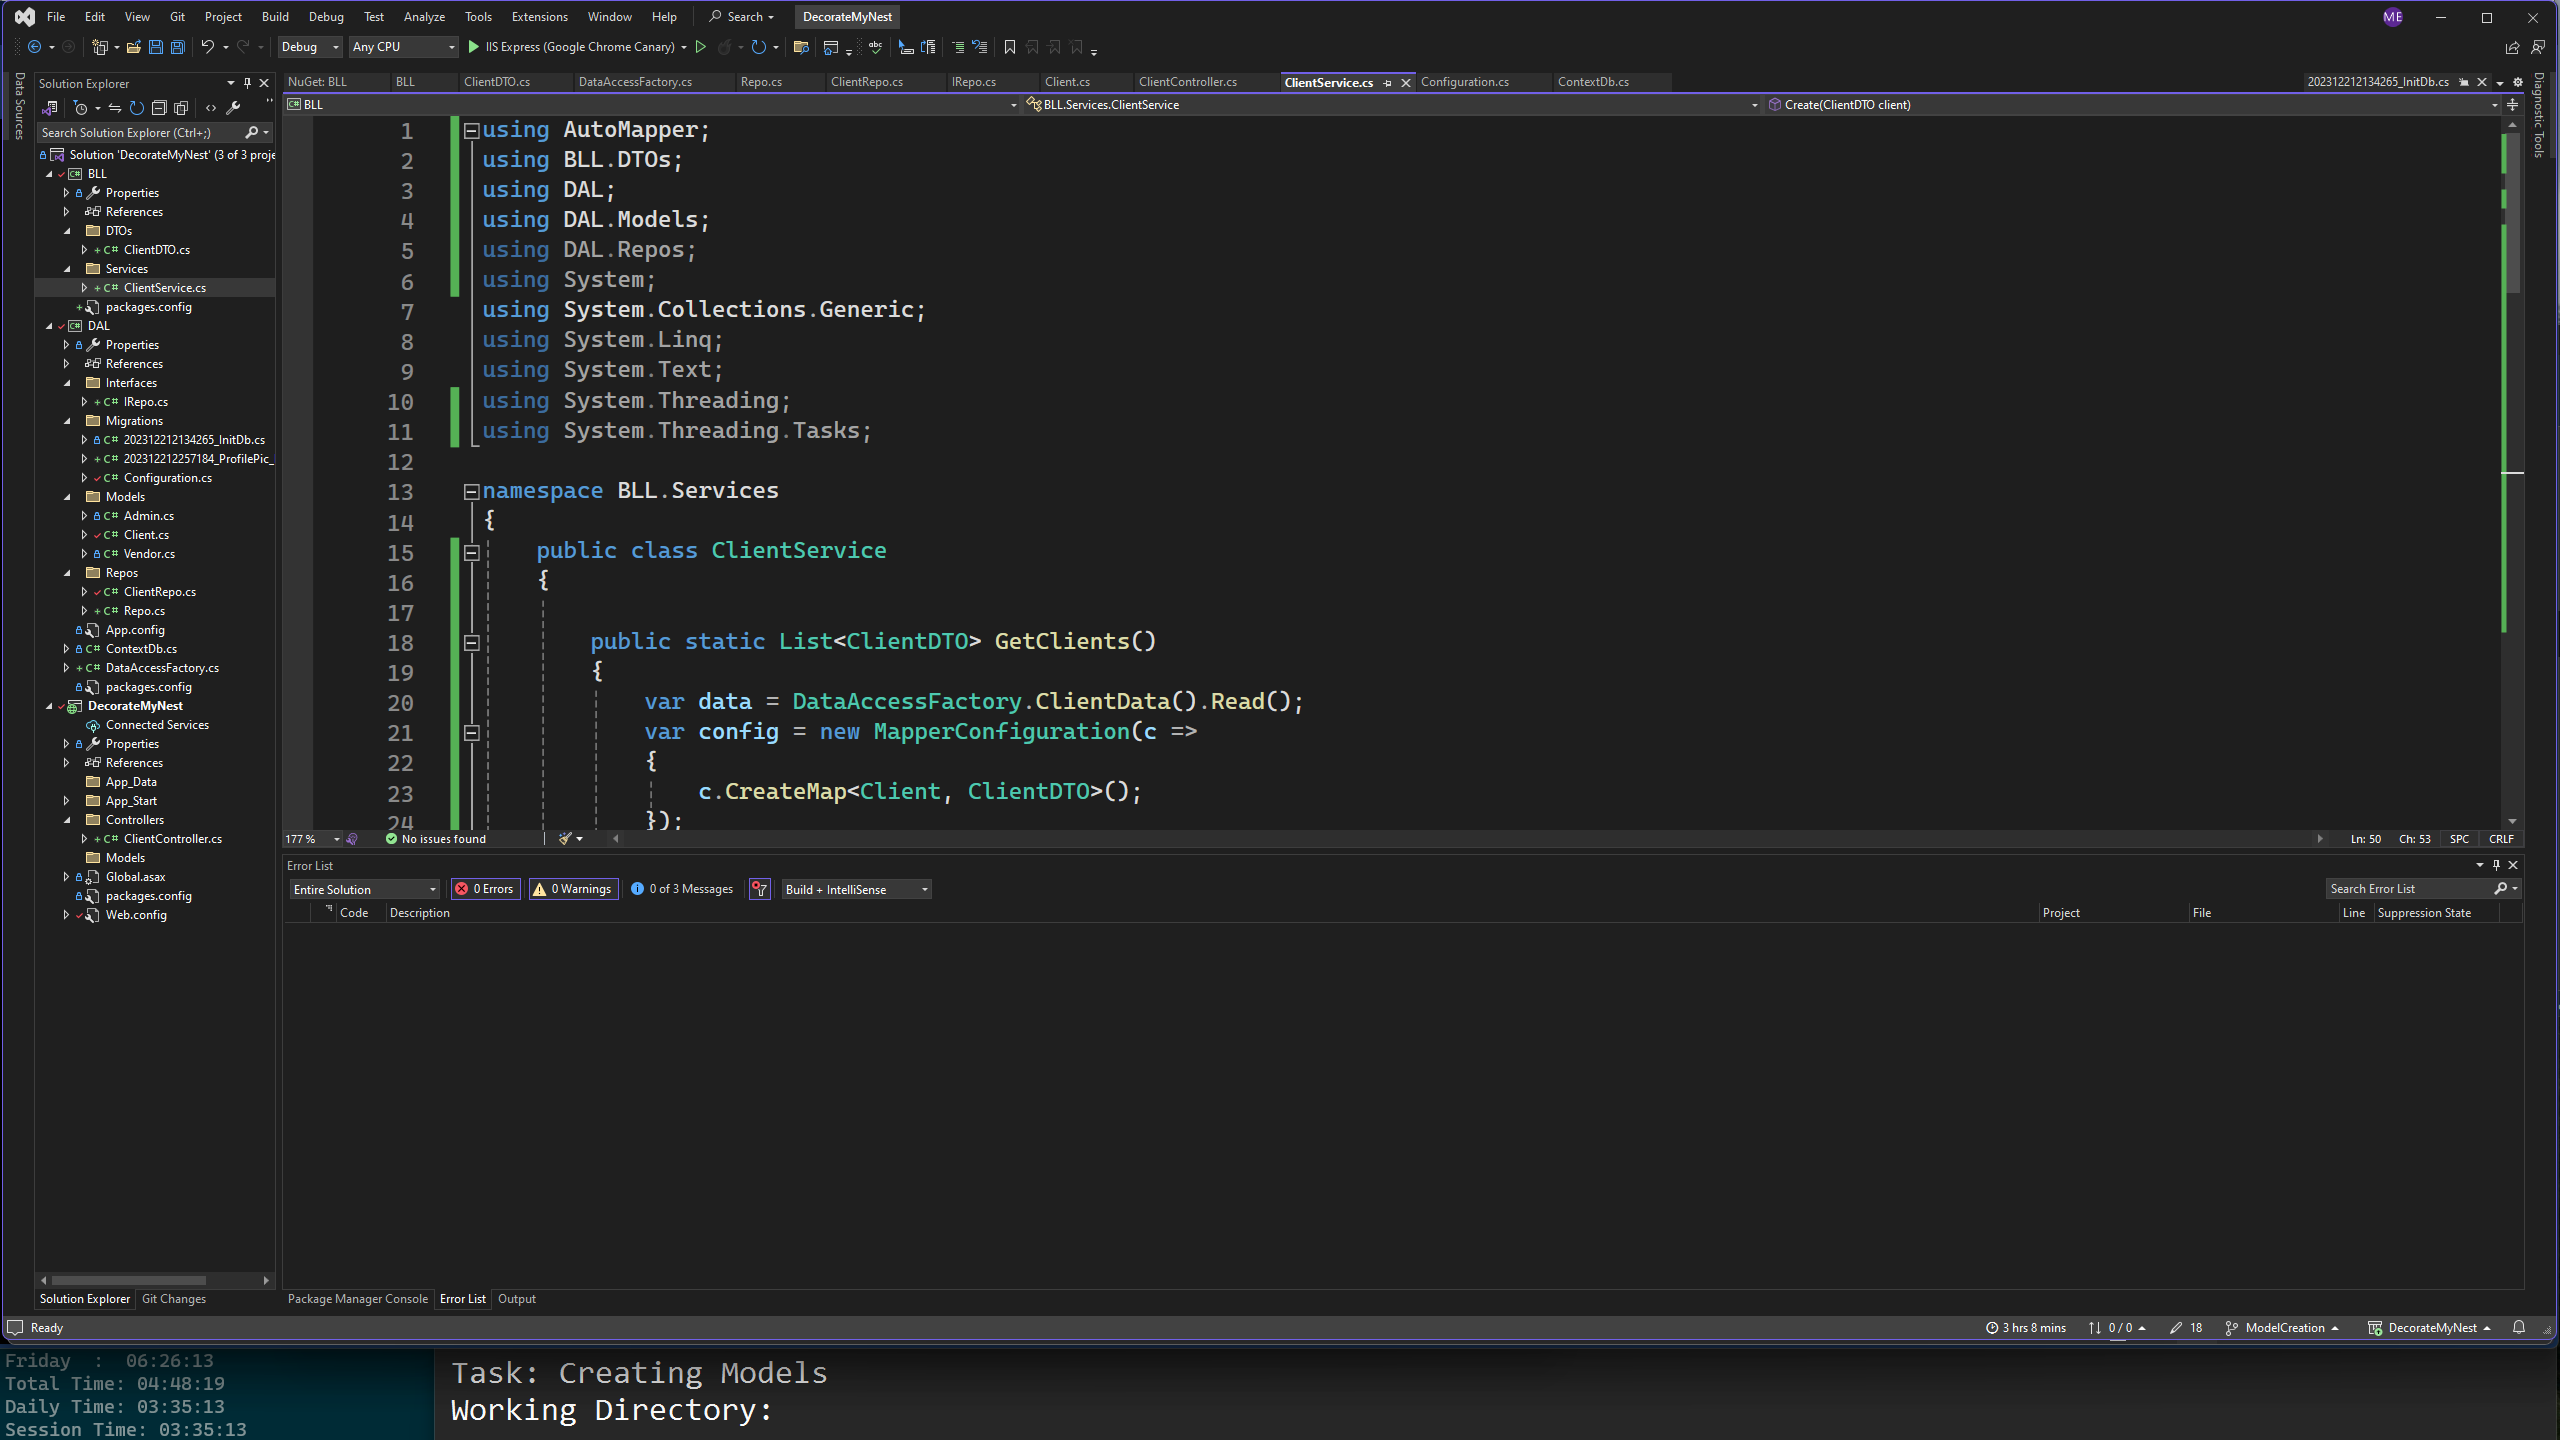 File Edit View Git Project Build Debug Test Analyze Tools Extensions Window Help Search DecorateMyNest ME
Debug Any CPU IIS Express (Google Chrome Canary)
Data Sources
Solution Explorer
Search Solution Explorer (Ctrl+;)
Solution 'DecorateMyNest' (3 of 3 proje
BLL
Properties
References
DTOs
ClientDTO.cs
Services
ClientService.cs
packages.config
DAL
Properties
References
Interfaces
IRepo.cs
Migrations
202312212134265_InitDb.cs
202312212257184_ProfilePic_
Configuration.cs
Models
Admin.cs
Client.cs
Vendor.cs
Repos
ClientRepo.cs
Repo.cs
App.config
ContextDb.cs
DataAccessFactory.cs
packages.config
DecorateMyNest
Connected Services
Properties
References
App_Data
App_Start
Controllers
ClientController.cs
Models
Global.asax
packages.config
Web.config
Solution Explorer Git Changes
NuGet: BLL BLL ClientDTO.cs DataAccessFactory.cs Repo.cs ClientRepo.cs IRepo.cs Client.cs ClientController.cs ClientService.cs Configuration.cs ContextDb.cs 202312212134265_InitDb.cs
BLL BLL.Services.ClientService Create(ClientDTO client)
1 using AutoMapper;
2 using BLL.DTOs;
3 using DAL;
4 using DAL.Models;
5 using DAL.Repos;
6 using System;
7 using System.Collections.Generic;
8 using System.Linq;
9 using System.Text;
10 using System.Threading;
11 using System.Threading.Tasks;
12
13 namespace BLL.Services
14 {
15 public class ClientService
16 {
17
18 public static List<ClientDTO> GetClients()
19 {
20 var data = DataAccessFactory.ClientData().Read();
21 var config = new MapperConfiguration(c =>
22 {
23 c.CreateMap<Client, ClientDTO>();
24 });
177 % No issues found Ln: 50 Ch: 53 SPC CRLF
Diagnostic Tools
Error List
Entire Solution 0 Errors 0 Warnings 0 of 3 Messages Build + IntelliSense Search Error List
Code Description Project File Line Suppression State
Package Manager Console Error List Output
Ready 3 hrs 8 mins 0 / 0 18 ModelCreation DecorateMyNest
Friday : 06:26:13
Total Time: 04:48:19
Daily Time: 03:35:13
Session Time: 03:35:13
Task: Creating Models
Working Directory: